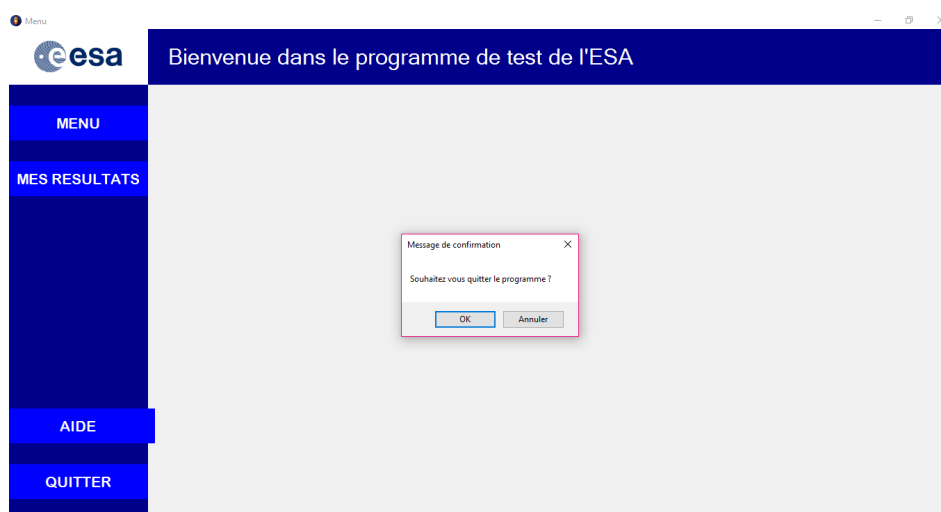 Menu
esa
Bienvenue dans le programme de test de l'ESA
MENU
MES RESULTATS
Message de confirmation
Souhaitez vous quitter le programme ?
OK
Annuler
AIDE
QUITTER